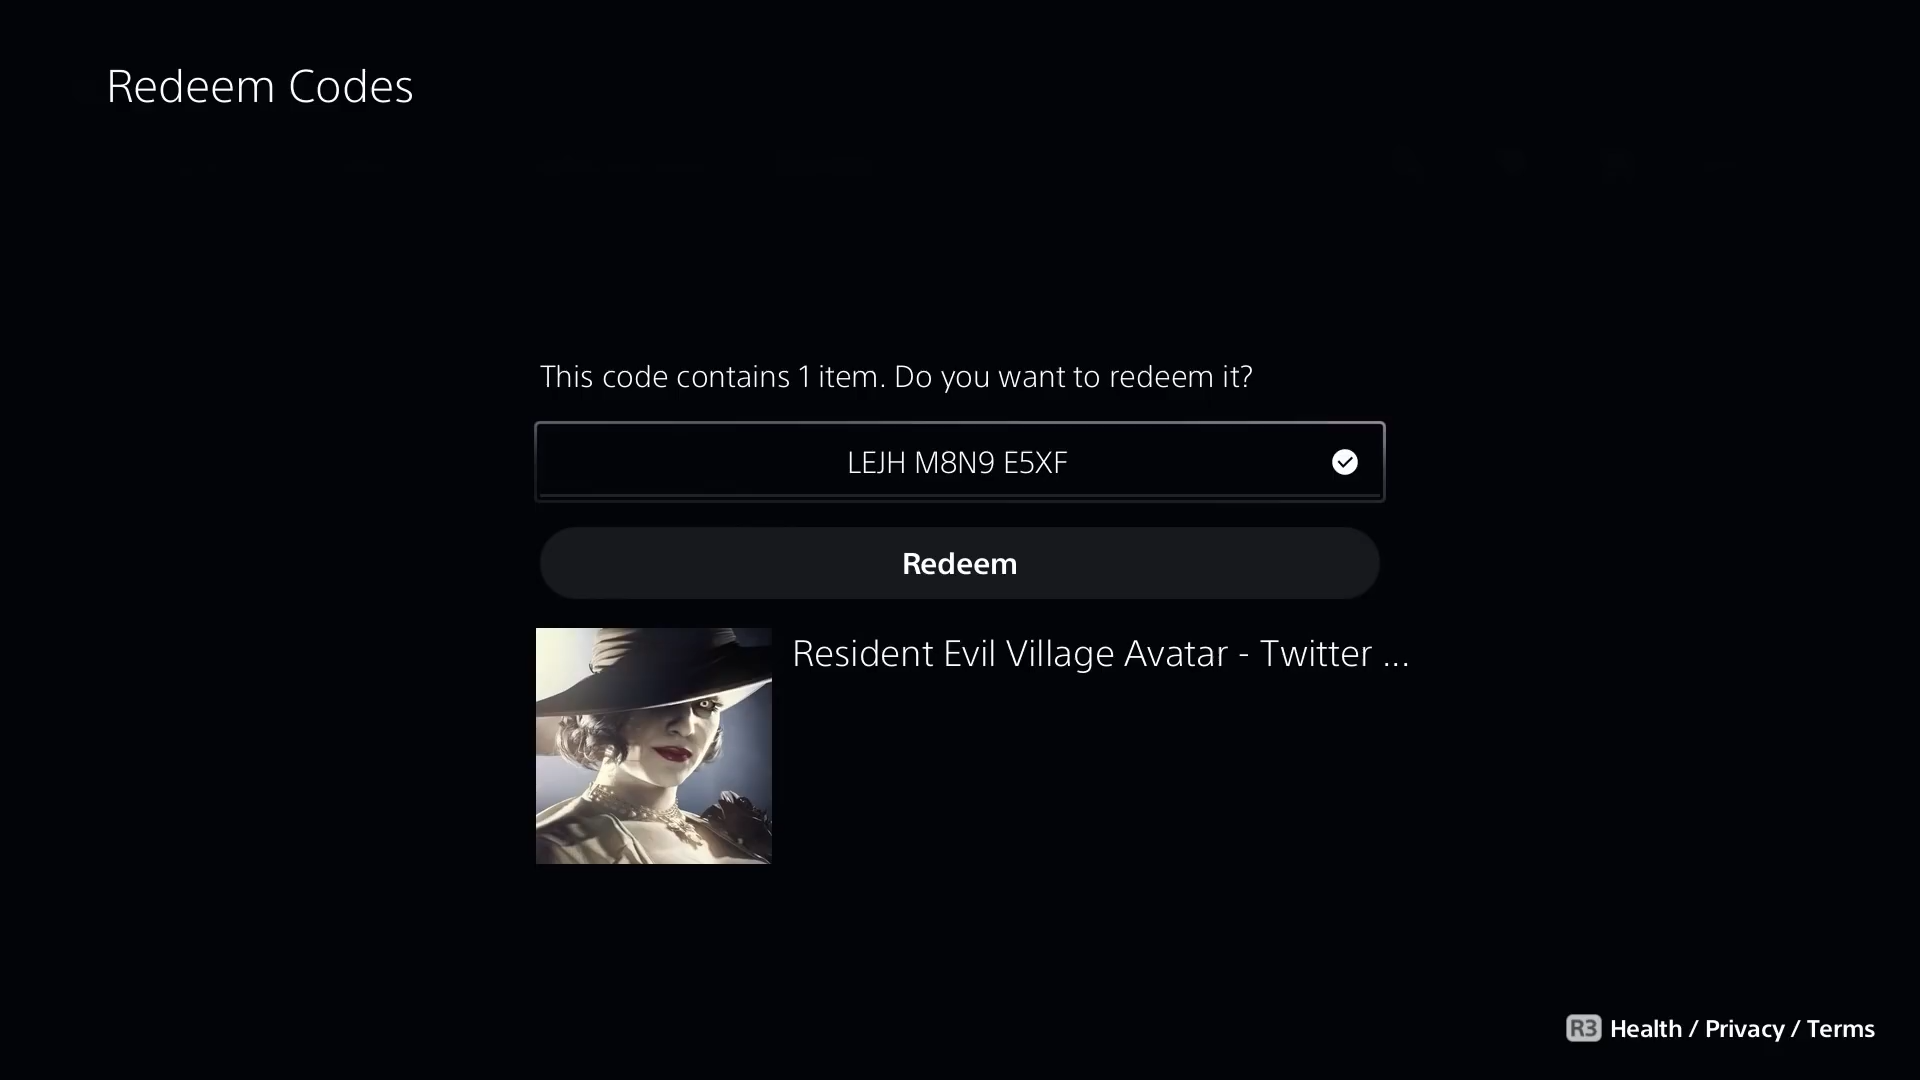 Redeem Codes
This code contains 1 item. Do you want to redeem it?
LEJH M8N9 E5XF
Redeem
Resident Evil Village Avatar - Twitter ...
R3 Health / Privacy / Terms